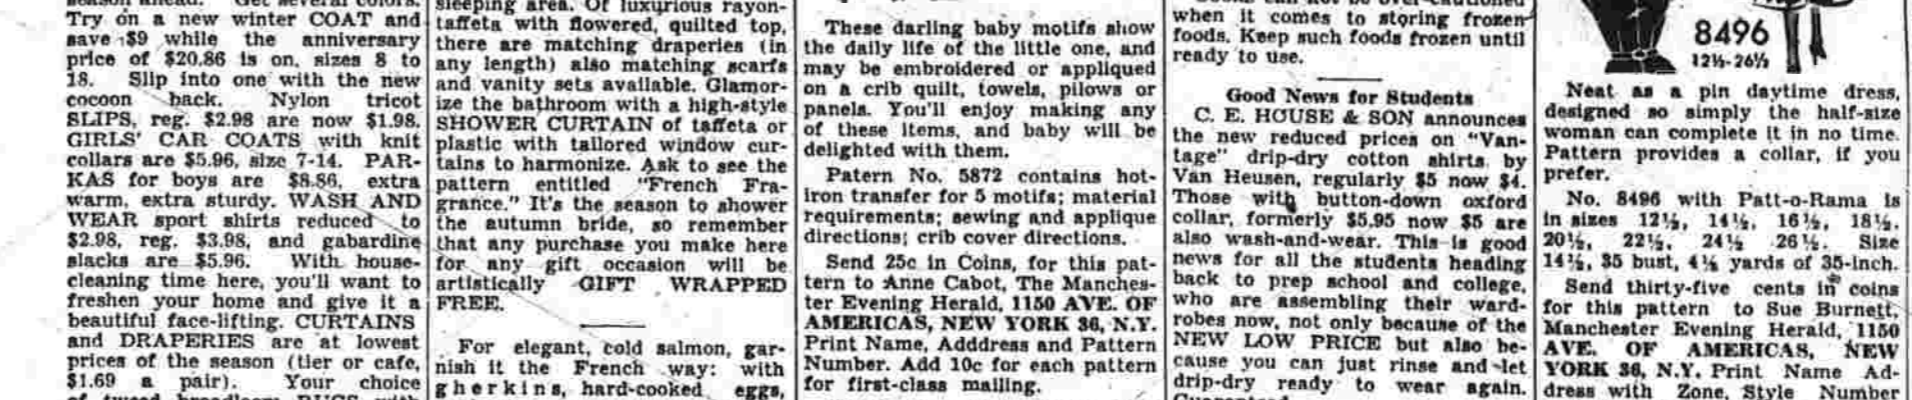 Try on a new winter COAT and
save $9 while the anniversary
price of $20.86 is on, sizes 8 to
18. Slip into one with the new
cocoon back. Nylon tricot
SLIPS, reg. $2.98 are now $1.98.
GIRLS' CAR COATS with knit
collars are $5.96, size 7-14. PAR-
KAS for boys are $8.86, extra
warm, extra sturdy. WASH AND
WEAR sport shirts reduced to
$2.98, reg. $3.98, and gabardine
slacks are $5.96. With house-
cleaning time here, you'll want to
freshen your home and give it a
beautiful face-lifting. CURTAINS
and DRAPERIES are at lowest
prices of the season (tier or cafe,
$1.69 a pair). Your choice
sleeping area. Of luxurious rayon-
taffeta with flowered, quilted top,
there are matching draperies (in
any length) also matching scarfs
and vanity sets available. Glamor-
ize the bathroom with a high-style
SHOWER CURTAIN of taffeta or
plastic with tailored window cur-
tains to harmonize. Ask to see the
pattern entitled "French Fra-
grance." It's the season to shower
the autumn bride, so remember
that any purchase you make here
for any gift occasion will be
artistically GIFT WRAPPED
FREE.
For elegant, cold salmon, gar-
nish it the French way: with
gherkins, hard-cooked eggs,
These darling baby motifs show
the daily life of the little one, and
may be embroidered or appliqued
on a crib quilt, towels, pilows or
panels. You'll enjoy making any
of these items, and baby will be
delighted with them.
Patern No. 5872 contains hot-
iron transfer for 5 motifs; material
requirements; sewing and applique
directions; crib cover directions.
Send 25c in Coins, for this pat-
tern to Anne Cabot, The Manches-
ter Evening Herald, 1150 AVE. OF
AMERICAS, NEW YORK 36, N.Y.
Print Name, Adddress and Pattern
Number. Add 10c for each pattern
for first-class mailing.
when it comes to storing frozen
foods. Keep such foods frozen until
ready to use.
Good News for Students
C. E. HOUSE & SON announces
the new reduced prices on "Van-
tage" drip-dry cotton shirts by
Van Heusen, regularly $5 now $4.
Those with button-down oxford
collar, formerly $5.95 now $5 are
also wash-and-wear. This is good
news for all the students heading
back to prep school and college,
who are assembling their ward-
robes now, not only because of the
NEW LOW PRICE but also be-
cause you can just rinse and let
drip-dry ready to wear again.
8496
12½-26½
Neat as a pin daytime dress,
designed so simply the half-size
woman can complete it in no time.
Pattern provides a collar, if you
prefer.
No. 8496 with Patt-o-Rama is
in sizes 12½, 14½, 16½, 18½,
20½, 22½, 24½ 26½. Size
14½, 35 bust, 4⅛ yards of 35-inch.
Send thirty-five cents in coins
for this pattern to Sue Burnett,
Manchester Evening Herald, 1150
AVE. OF AMERICAS, NEW
YORK 36, N.Y. Print Name Ad-
dress with Zone, Style Number